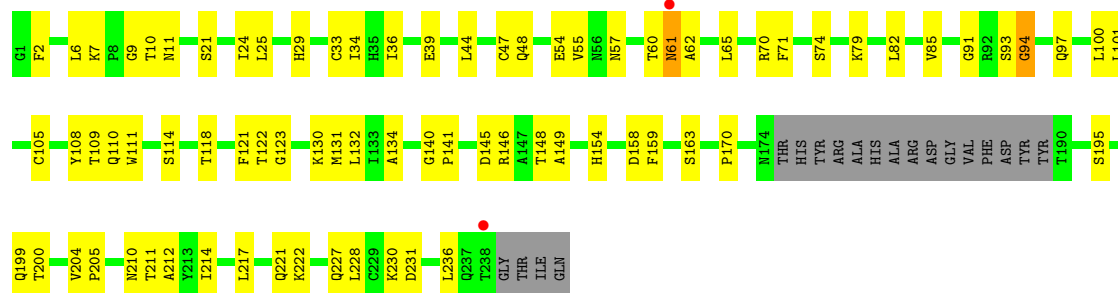 G1 F2 L6 K7 P8 G9 T10 N11 S21 I24 L25 H29 C33 I34 H35 I36 E39 L44 C47 Q48 E54 V55 N56 N57 T60 N61 A62 L65 R70 F71 S74 K79 L82 V85 G91 R92 S93 G94 Q97 L100 L101
C105 Y108 T109 Q110 W111 S114 T118 F121 T122 G123 K130 M131 L132 I133 A134 G140 P141 D145 R146 A147 T148 A149 H154 D158 F159 S163 P170 N174 THR HIS TYR ARG ALA HIS ALA ARG ASP GLY VAL PHE ASP TYR TYR T190 S195
Q199 T200 V204 P205 N210 T211 A212 Y213 I214 L217 Q221 K222 Q227 L228 C229 K230 D231 L236 Q237 T238 GLY THR ILE GLN